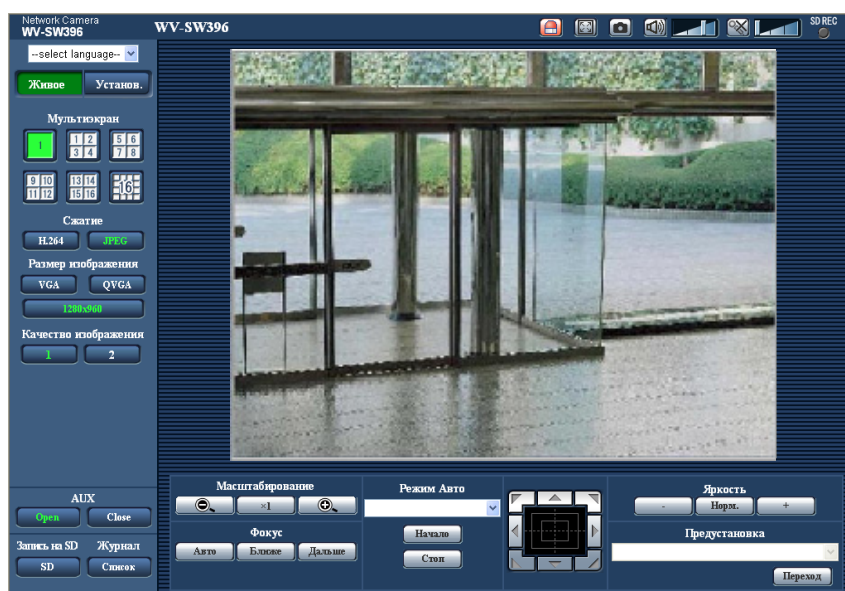 Network Camera
WV-SW396
WV-SW396
SD REC
--select language--
Живое Установ.
Мультиэкран
1 1 2 3 4 5 6 7 8
9 10 11 12 13 14 15 16 16
Сжатие
H.264 JPEG
Размер изображения
VGA QVGA
1280x960
Качество изображения
1 2
AUX
Open Close
Запись на SD Журнал
SD Список
Масштабирование
×1
Фокус
Авто Ближе Дальше
Режим Авто
Начало
Стоп
Яркость
- Норм. +
Предустановка
Переход